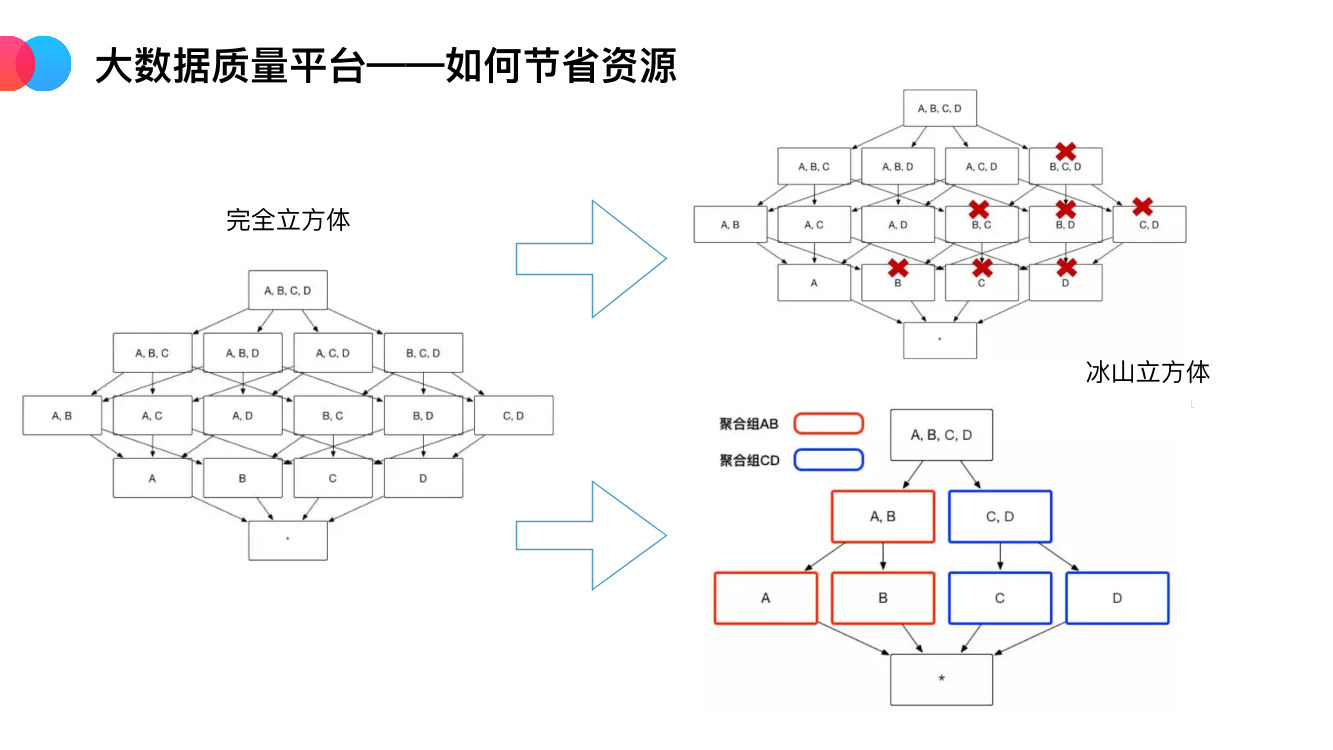 大数据质量平台——如何节省资源
完全立方体
A, B, C, D
A, B, C
A, B, D
A, C, D
B, C, D
A, B
A, C
A, D
B, C
B, D
C, D
A
B
C
D
*
A, B, C, D
A, B, C
A, B, D
A, C, D
B, C, D
A, B
A, C
A, D
B, C
B, D
C, D
A
B
C
D
*
冰山立方体
聚合组AB
聚合组CD
A, B, C, D
A, B
C, D
A
B
C
D
*